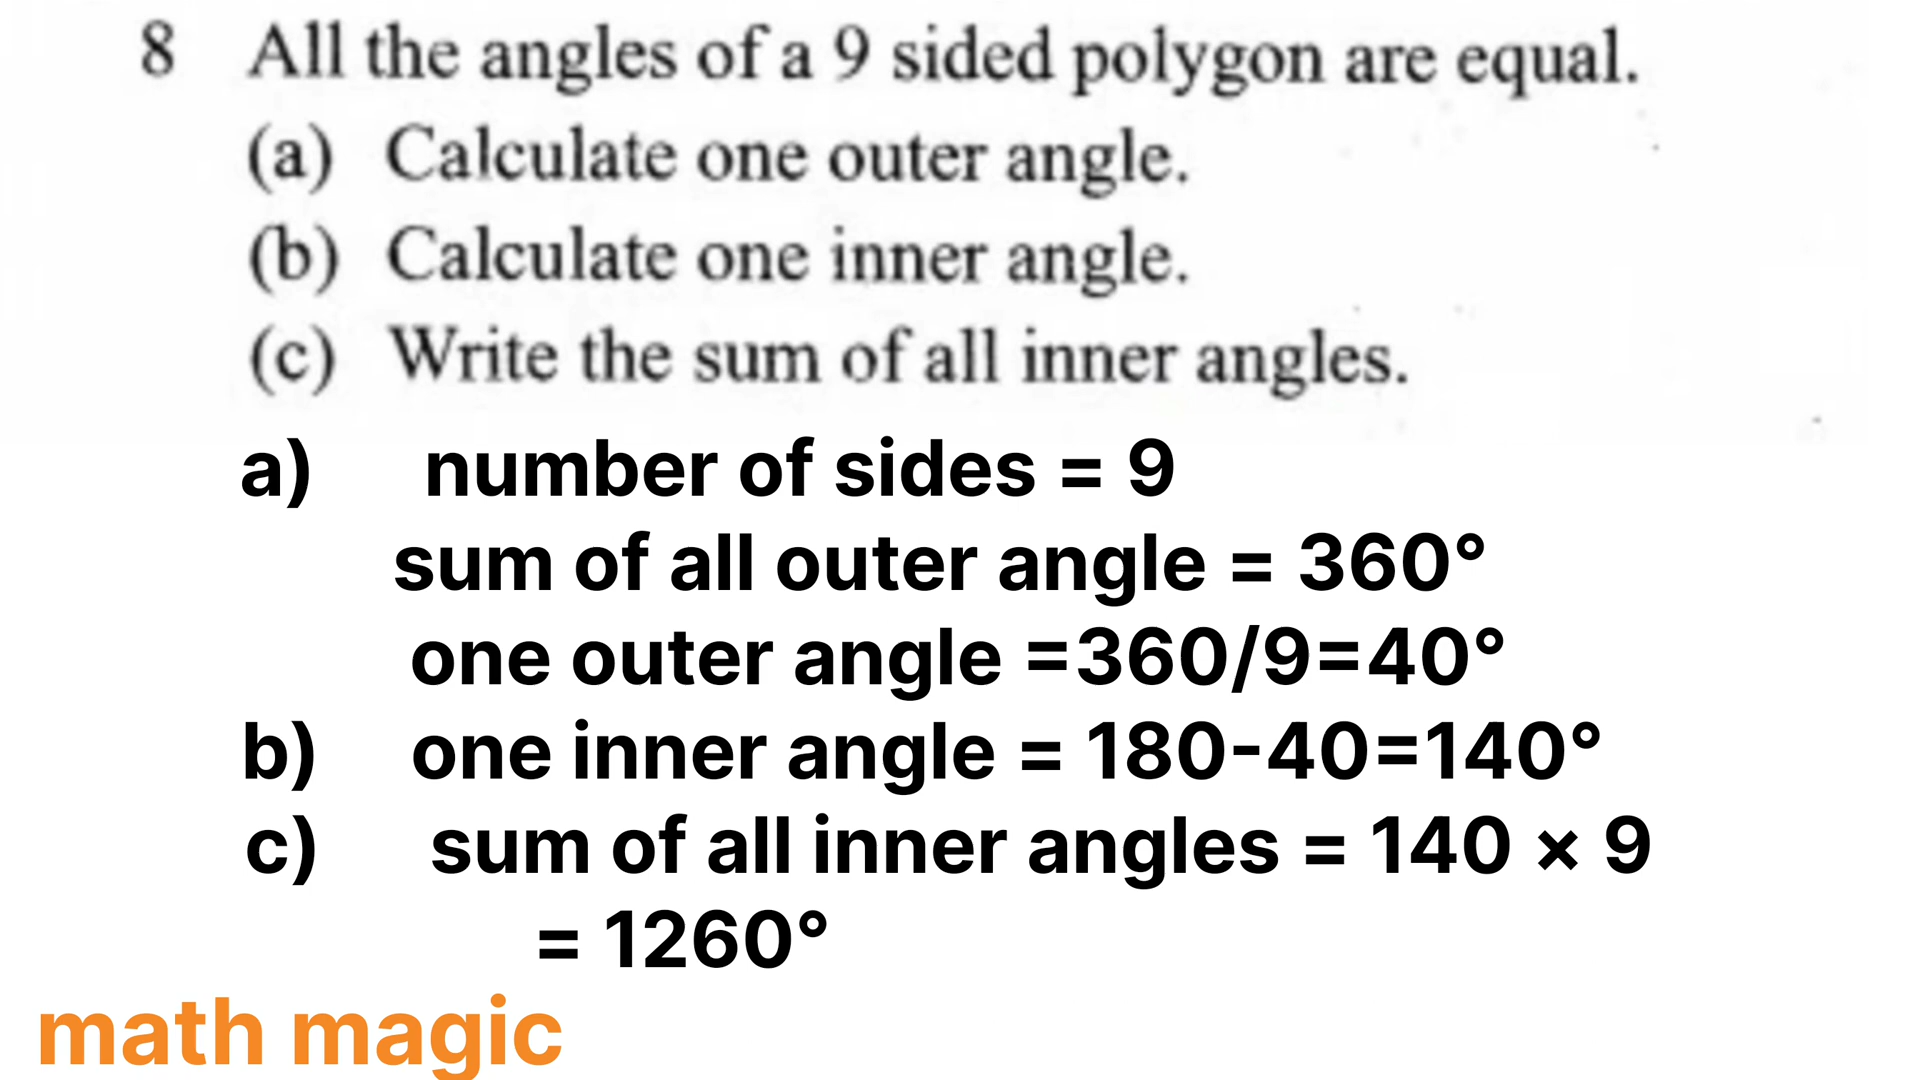 8 All the angles of a 9 sided polygon are equal.
(a) Calculate one outer angle.
(b) Calculate one inner angle.
(c) Write the sum of all inner angles.
a) number of sides = 9
sum of all outer angle = 360°
one outer angle =360/9=40°
b) one inner angle = 180-40=140°
c) sum of all inner angles = 140 × 9
= 1260°
math magic